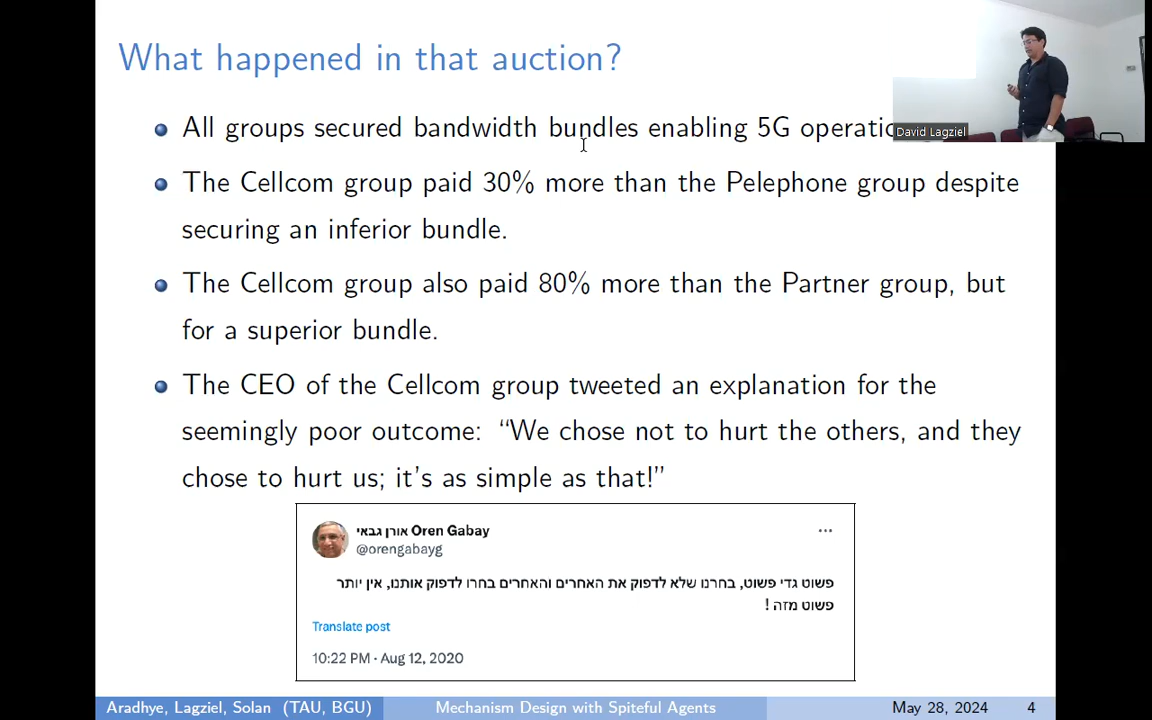 What happened in that auction?
All groups secured bandwidth bundles enabling 5G
The Cellcom group paid 30% more than the Pelephone group despite
securing an inferior bundle.
The Cellcom group also paid 80% more than the Partner group, but
for a superior bundle.
The CEO of the Cellcom group tweeted an explanation for the
seemingly poor outcome: “We chose not to hurt the others, and they
chose to hurt us; it's as simple as that!”
אורן גבאי Oren Gabay
@orengabayg
פשוט גדי פשוט, בחרנו שלא לדפוק את האחרים והאחרים בחרו לדפוק אותנו, אין יותר
פשוט מזה !
Translate post
10:22 PM · Aug 12, 2020
Aradhye, Lagziel, Solan (TAU, BGU) Mechanism Design with Spiteful Agents May 28, 2024 4
David Lagziel